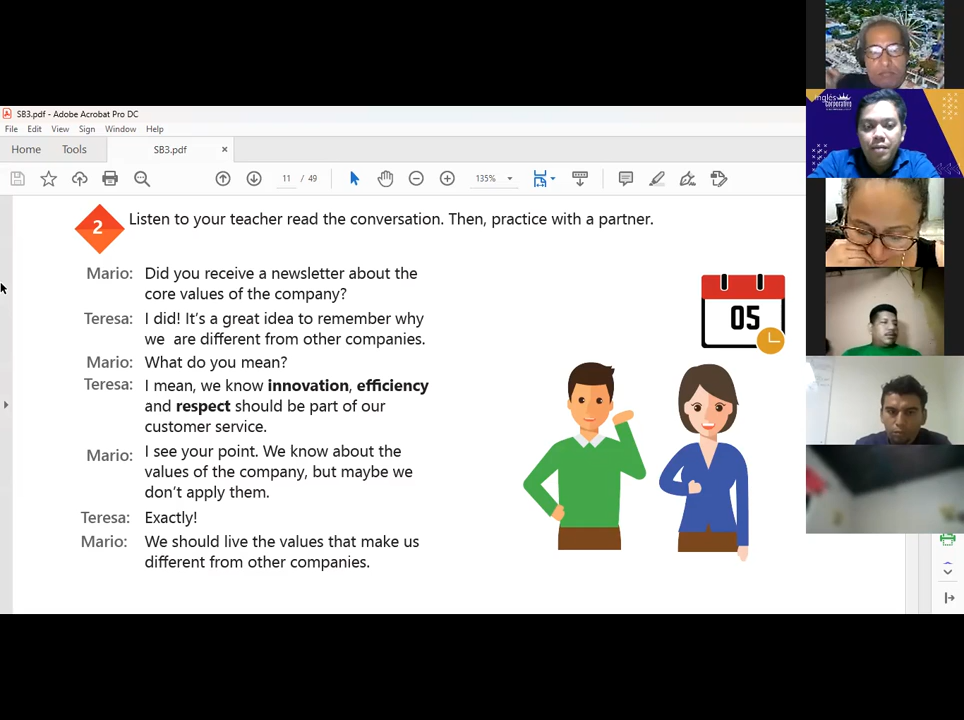 SB3.pdf - Adobe Acrobat Pro DC
File Edit View Sign Window Help
Home Tools SB3.pdf ×
11 / 49 135%
2 Listen to your teacher read the conversation. Then, practice with a partner.
Mario: Did you receive a newsletter about the
core values of the company?
Teresa: I did! It's a great idea to remember why
we are different from other companies.
Mario: What do you mean?
Teresa: I mean, we know innovation, efficiency
and respect should be part of our
customer service.
Mario: I see your point. We know about the
values of the company, but maybe we
don't apply them.
Teresa: Exactly!
Mario: We should live the values that make us
different from other companies.
05
inglés
corporativo